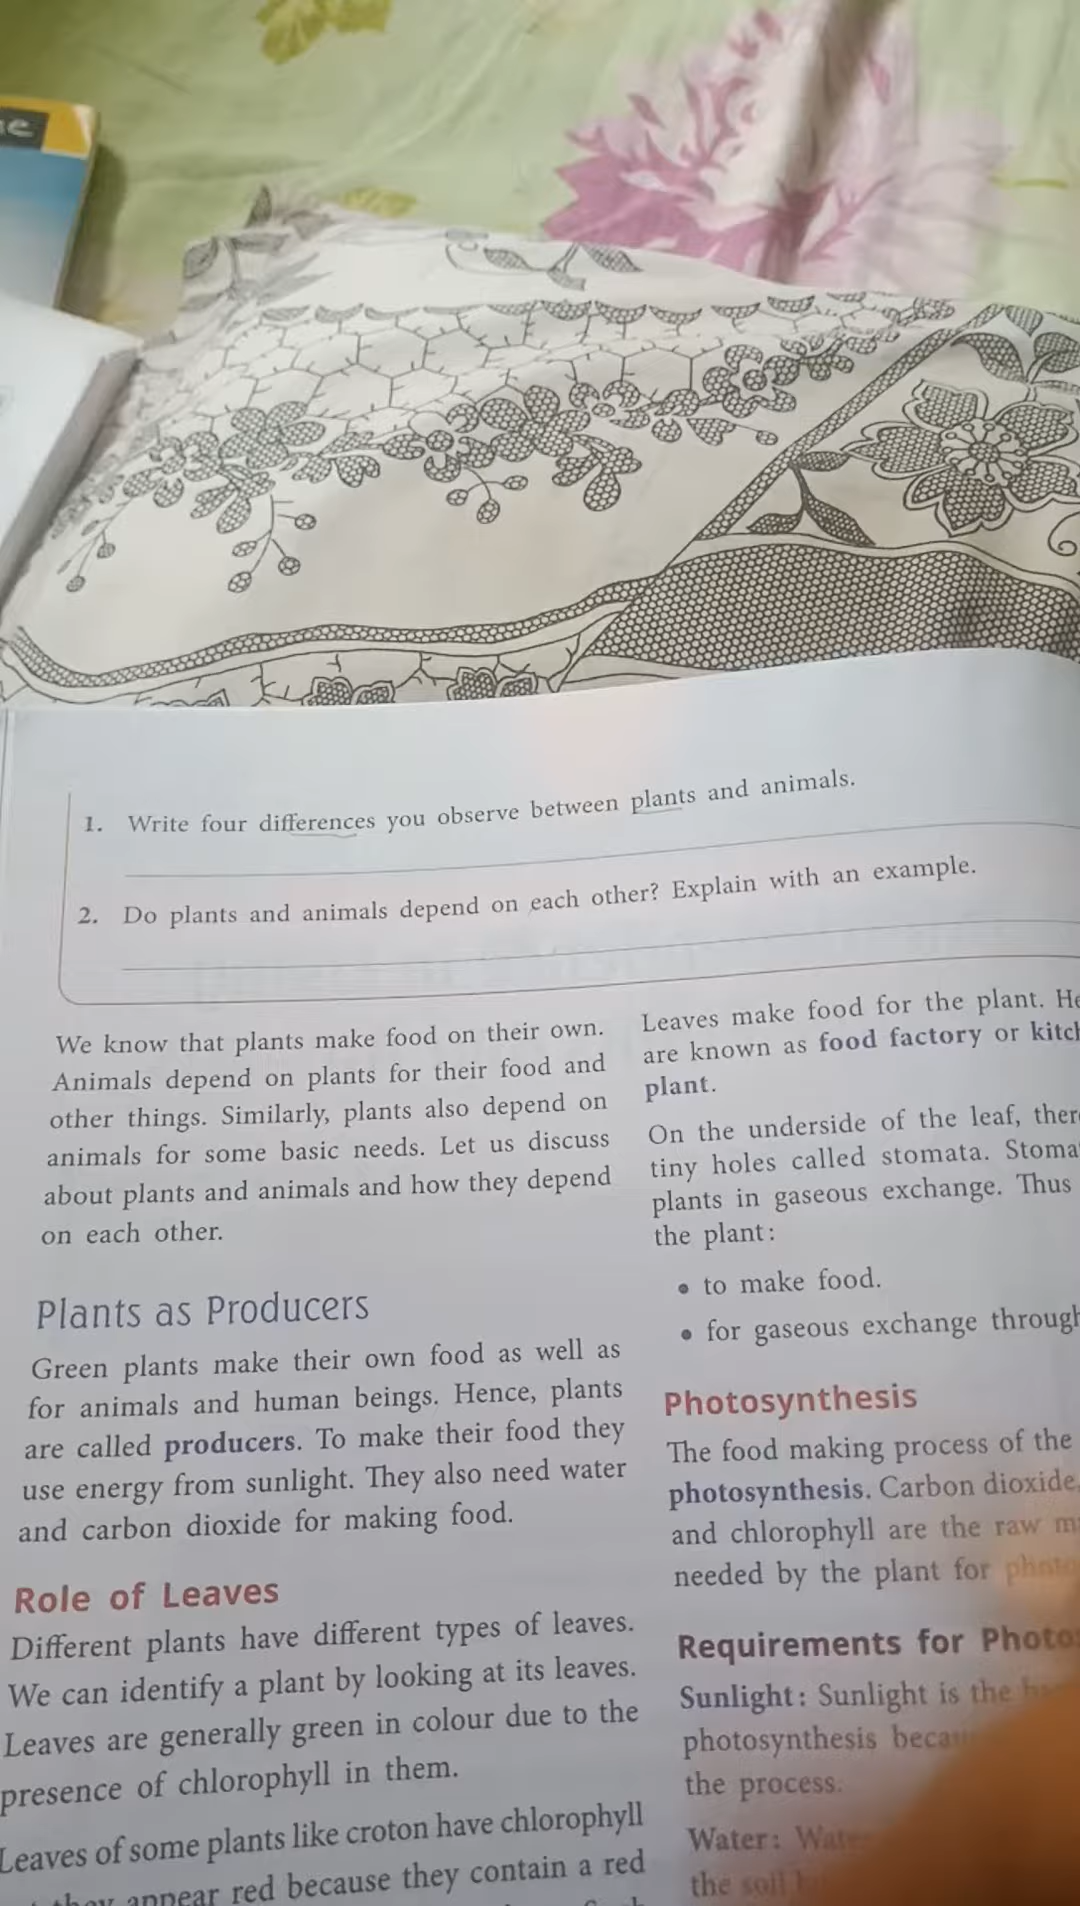 1. Write four differences you observe between plants and animals.
2. Do plants and animals depend on each other? Explain with an example.
We know that plants make food on their own.
Animals depend on plants for their food and
other things. Similarly, plants also depend on
animals for some basic needs. Let us discuss
about plants and animals and how they depend
on each other.
Plants as Producers
Green plants make their own food as well as
for animals and human beings. Hence, plants
are called producers. To make their food they
use energy from sunlight. They also need water
and carbon dioxide for making food.
Role of Leaves
Different plants have different types of leaves.
We can identify a plant by looking at its leaves.
Leaves are generally green in colour due to the
presence of chlorophyll in them.
Leaves of some plants like croton have chlorophyll
they appear red because they contain a red
Leaves make food for the plant.
are known as food factory or
plant.
On the underside of the leaf,
tiny holes called stomata.
plants in gaseous exchange. Thus
the plant:
• to make food.
• for gaseous exchange
Photosynthesis
The food making process of the
photosynthesis. Carbon dioxide,
and chlorophyll are the raw
needed by the plant for
Requirements for
Sunlight: Sunlight is the
photosynthesis
the process.
Water:
the soil